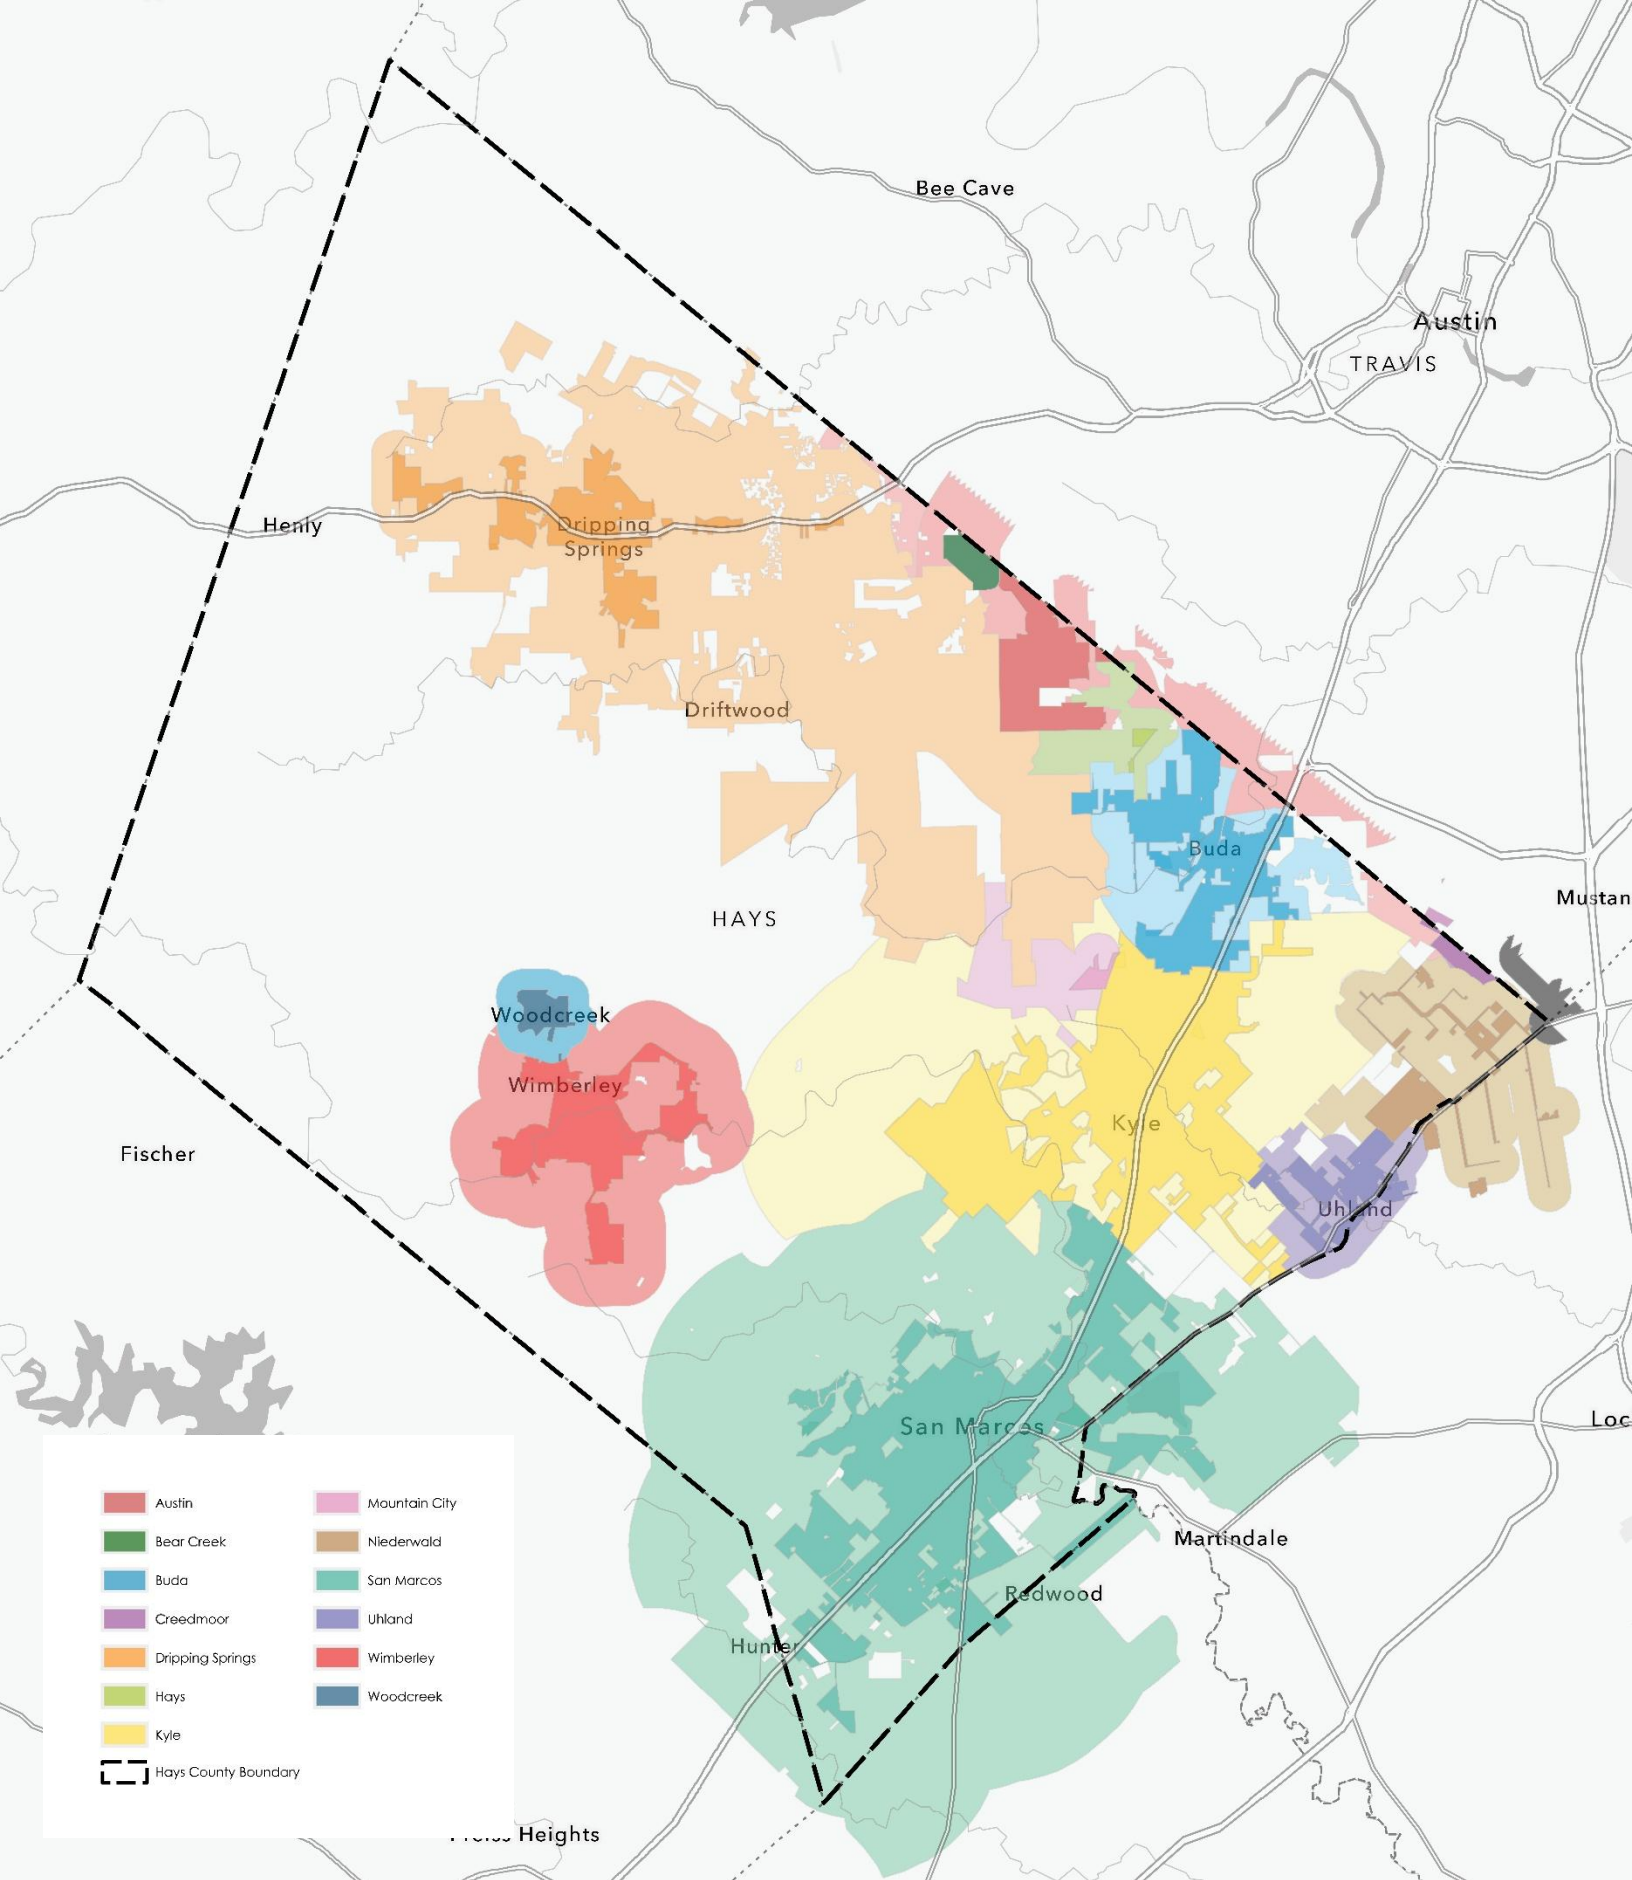 Bee Cave
Austin
TRAVIS
Henly
Dripping
Springs
Driftwood
Buda
Mustan
HAYS
Woodcreek
Wimberley
Kyle
Fischer
Uhland
San Marcos
Loc
Martindale
Redwood
Hunter
Heights
Austin
Bear Creek
Buda
Creedmoor
Dripping Springs
Hays
Kyle
Hays County Boundary
Mountain City
Niederwald
San Marcos
Uhland
Wimberley
Woodcreek